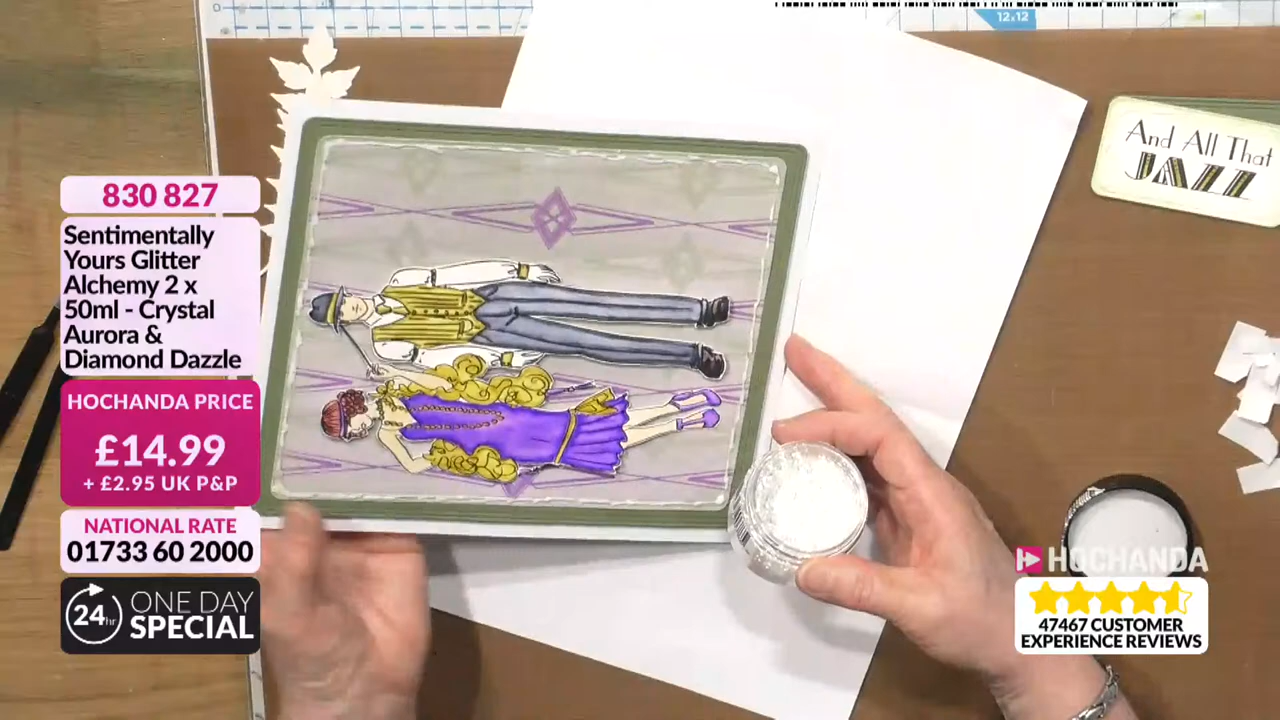 12x12
And All That
JAZZ
830 827
Sentimentally
Yours Glitter
Alchemy 2 x
50ml - Crystal
Aurora &
Diamond Dazzle
HOCHANDA PRICE
£14.99
+ £2.95 UK P&P
NATIONAL RATE
01733 60 2000
24hr
ONE DAY
SPECIAL
HOCHANDA
47467 CUSTOMER
EXPERIENCE REVIEWS